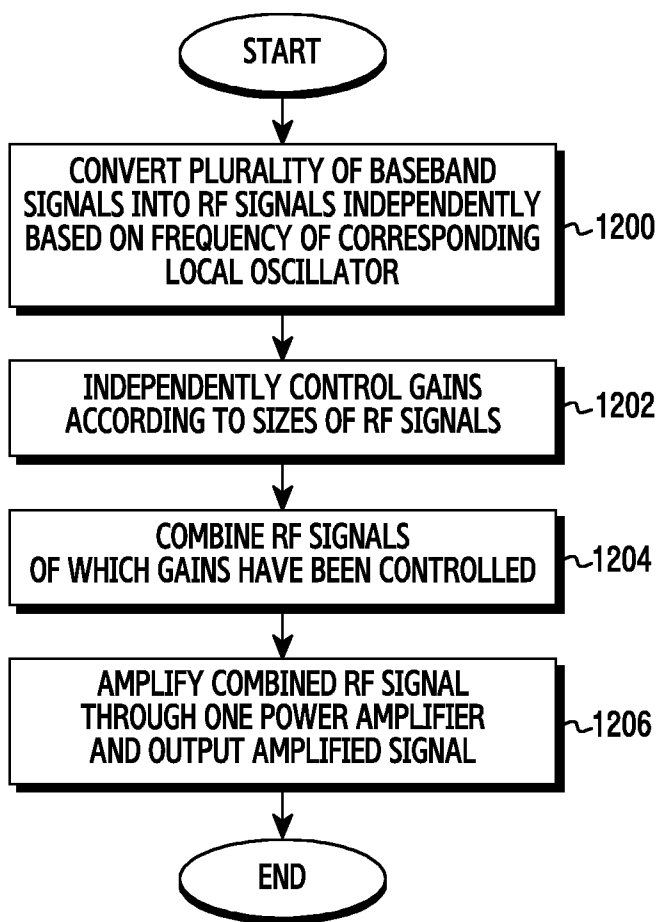 START
CONVERT PLURALITY OF BASEBAND
SIGNALS INTO RF SIGNALS INDEPENDENTLY
BASED ON FREQUENCY OF CORRESPONDING
LOCAL OSCILLATOR
1200
INDEPENDENTLY CONTROL GAINS
ACCORDING TO SIZES OF RF SIGNALS
1202
COMBINE RF SIGNALS
OF WHICH GAINS HAVE BEEN CONTROLLED
1204
AMPLIFY COMBINED RF SIGNAL
THROUGH ONE POWER AMPLIFIER
AND OUTPUT AMPLIFIED SIGNAL
1206
END